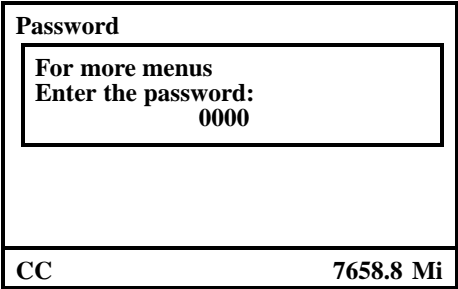 Password
For more menus
Enter the password:
0000
CC 7658.8 Mi